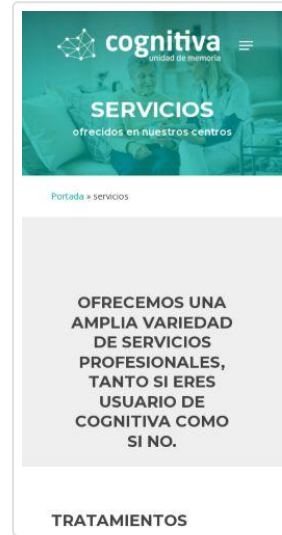 cognitiva
unidad de memoria
SERVICIOS
ofrecidos en nuestros centros
Portada » servicios
OFRECEMOS UNA
AMPLIA VARIEDAD
DE SERVICIOS
PROFESIONALES,
TANTO SI ERES
USUARIO DE
COGNITIVA COMO
SI NO.
TRATAMIENTOS